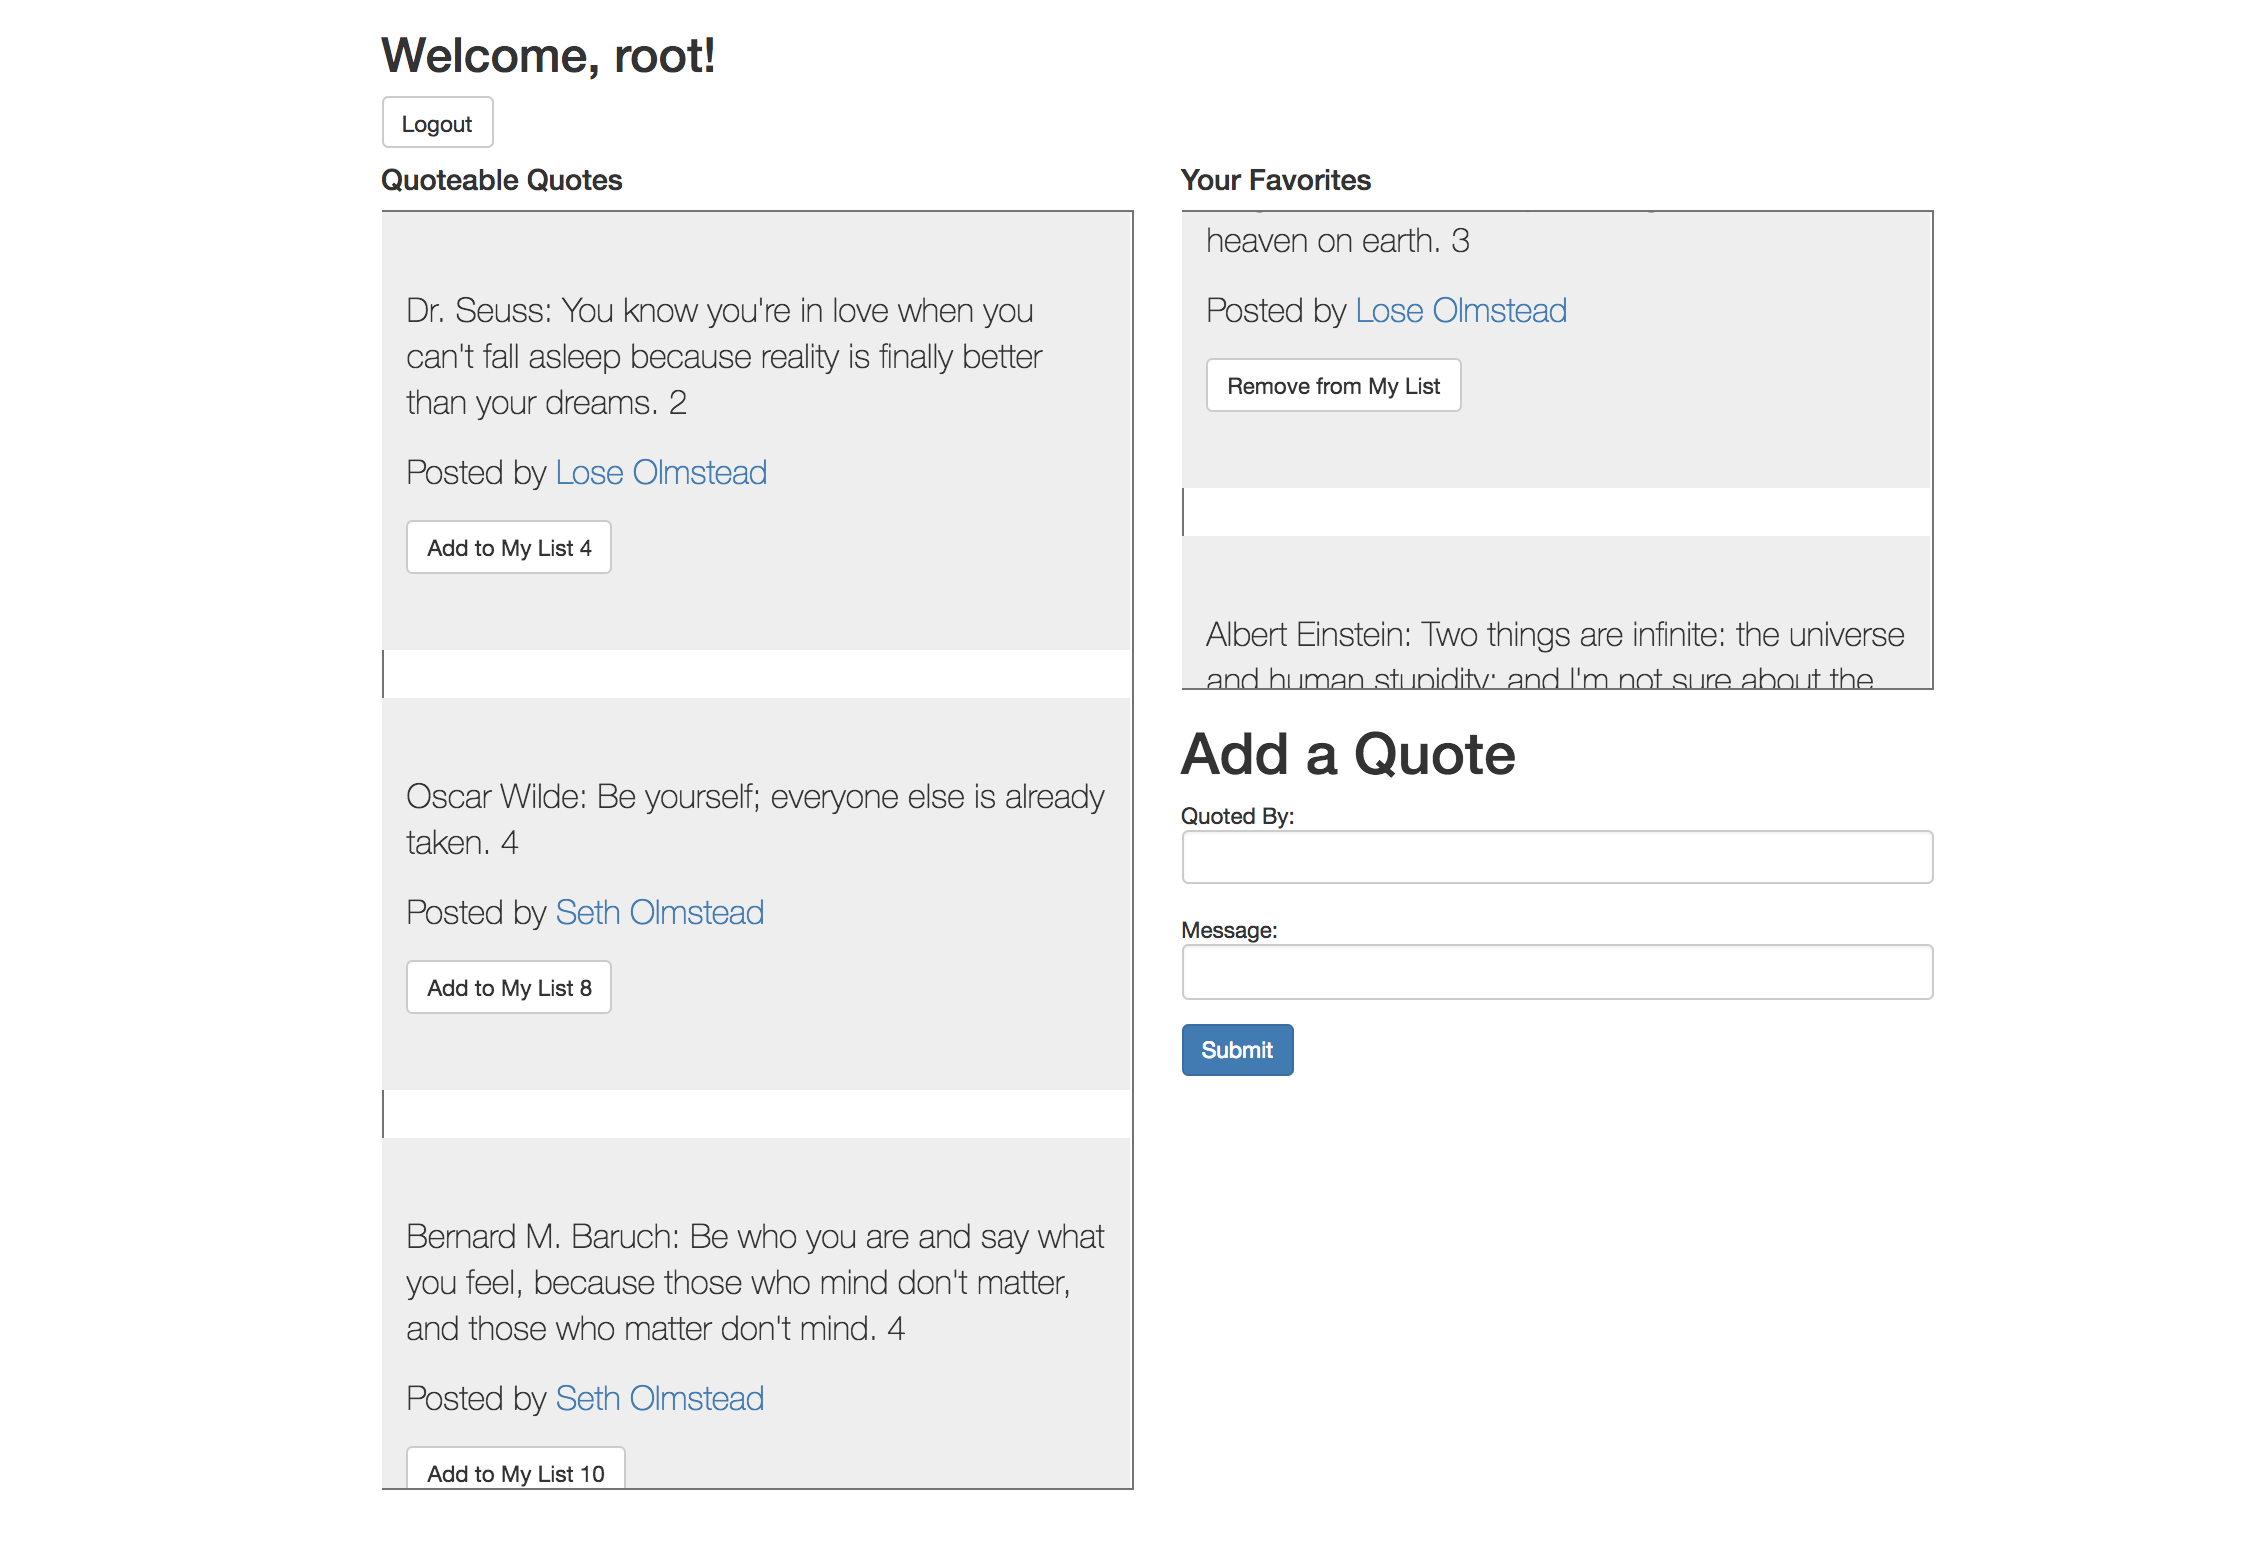 Welcome, root!
Logout
Quoteable Quotes
Dr. Seuss: You know you're in love when you
can't fall asleep because reality is finally better
than your dreams. 2
Posted by Lose Olmstead
Add to My List 4
Oscar Wilde: Be yourself; everyone else is already
taken. 4
Posted by Seth Olmstead
Add to My List 8
Bernard M. Baruch: Be who you are and say what
you feel, because those who mind don't matter,
and those who matter don't mind. 4
Posted by Seth Olmstead
Add to My List 10
Your Favorites
heaven on earth. 3
Posted by Lose Olmstead
Remove from My List
Albert Einstein: Two things are infinite: the universe
and human stupidity; and I'm not sure about the
Add a Quote
Quoted By:
Message:
Submit